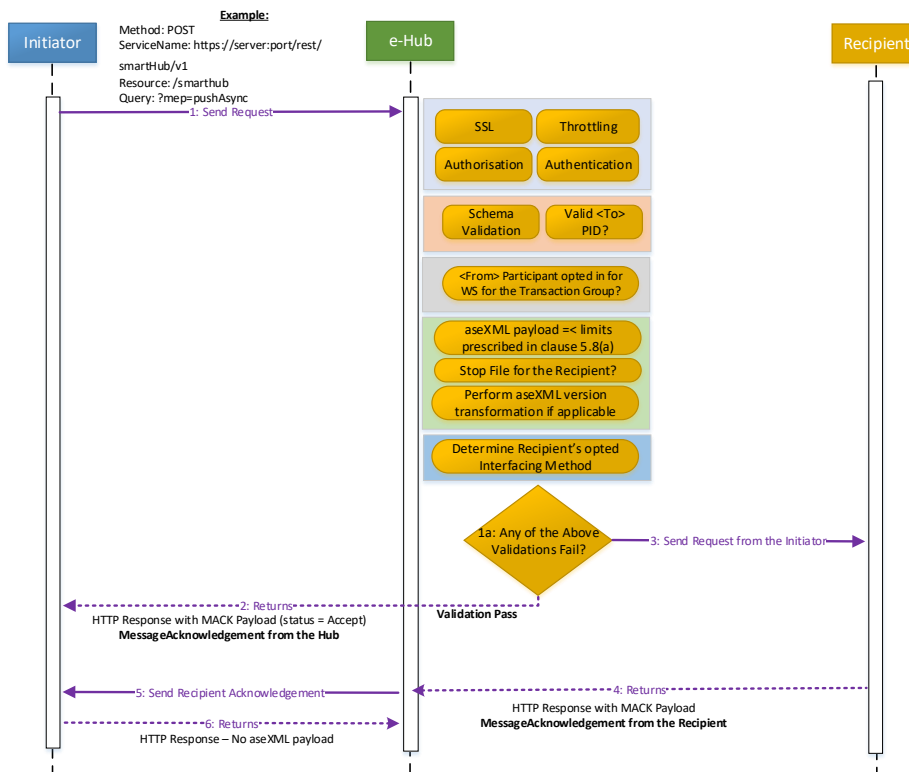 Example:
Method: POST
ServiceName: https://server:port/rest/
smartHub/v1
Resource: /smarthub
Query: ?mep=pushAsync
Initiator
e-Hub
Recipient
1: Send Request
SSL
Throttling
Authorisation
Authentication
Schema
Validation
Valid <To>
PID?
<From> Participant opted in for
WS for the Transaction Group?
aseXML payload =< limits
prescribed in clause 5.8(a)
Stop File for the Recipient?
Perform aseXML version
transformation if applicable
Determine Recipient's opted
Interfacing Method
1a: Any of the Above
Validations Fail?
3: Send Request from the Initiator
2: Returns
HTTP Response with MACK Payload (status = Accept)
MessageAcknowledgement from the Hub
Validation Pass
4: Returns
HTTP Response with MACK Payload
MessageAcknowledgement from the Recipient
5: Send Recipient Acknowledgement
6: Returns
HTTP Response – No aseXML payload